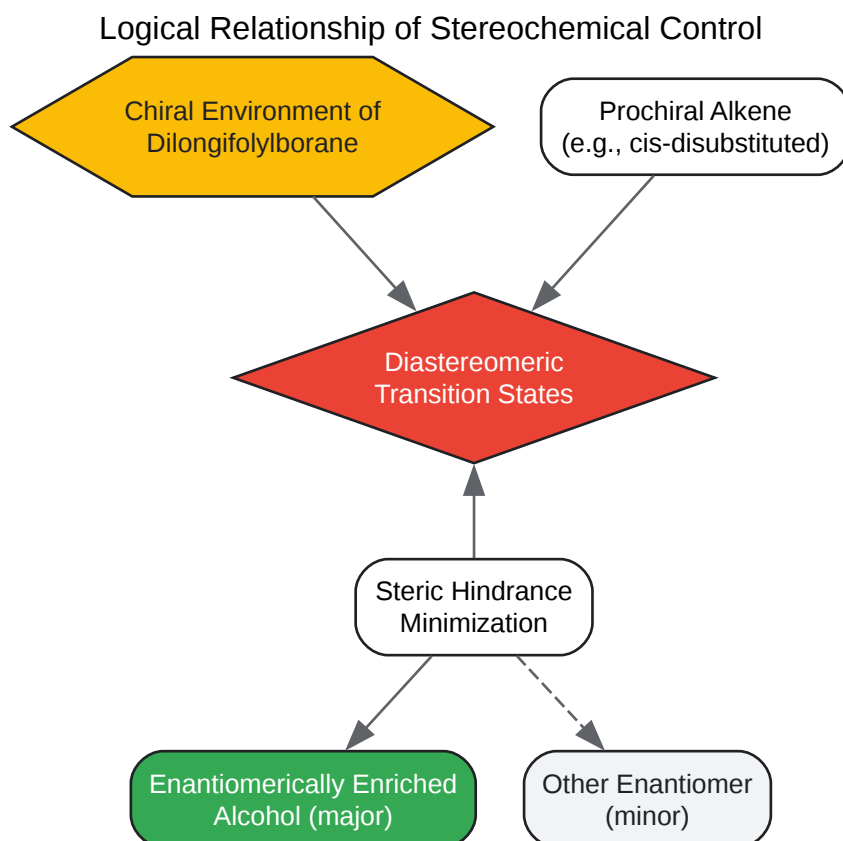 Logical Relationship of Stereochemical Control
Chiral Environment of
Dilongifolylborane
Prochiral Alkene
(e.g., cis-disubstituted)
Diastereomeric
Transition States
Steric Hindrance
Minimization
Enantiomerically Enriched
Alcohol (major)
Other Enantiomer
(minor)